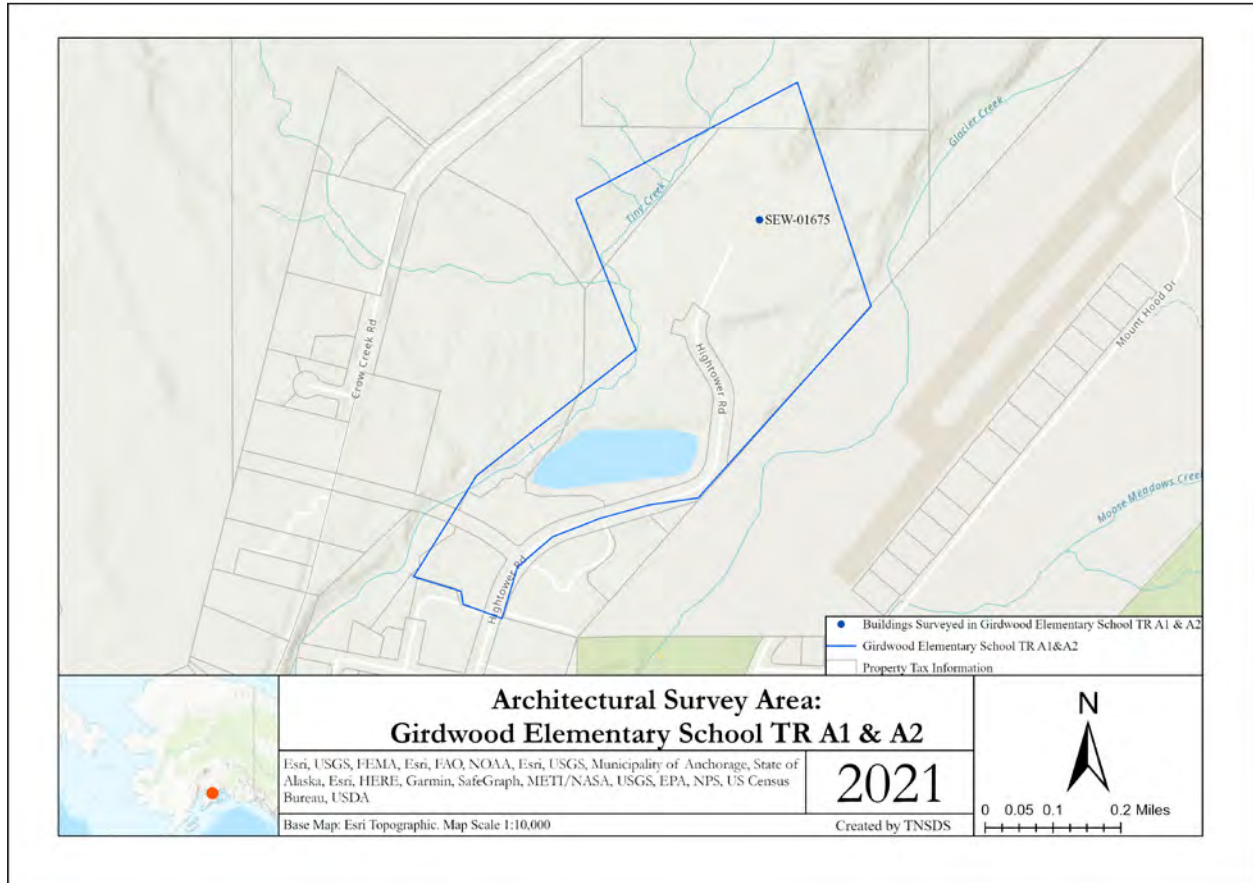 Glacier Creek
Tiny Creek
SEW-01675
Mount Hood Dr
Crow Creek Rd
Hightower Rd
Moose Meadows Creek
Hightower Rd
Buildings Surveyed in Girdwood Elementary School TR A1 & A2
Girdwood Elementary School TR A1&A2
Property Tax Information
Architectural Survey Area:
Girdwood Elementary School TR A1 & A2
Esri, USGS, FEMA, Esri, FAO, NOAA, Esri, USGS, Municipality of Anchorage, State of
Alaska, Esri, HERE, Garmin, SafeGraph, METI/NASA, USGS, EPA, NPS, US Census
Bureau, USDA
Base Map: Esri Topographic. Map Scale 1:10,000
2021
Created by TNSDS
N
0 0.05 0.1 0.2 Miles